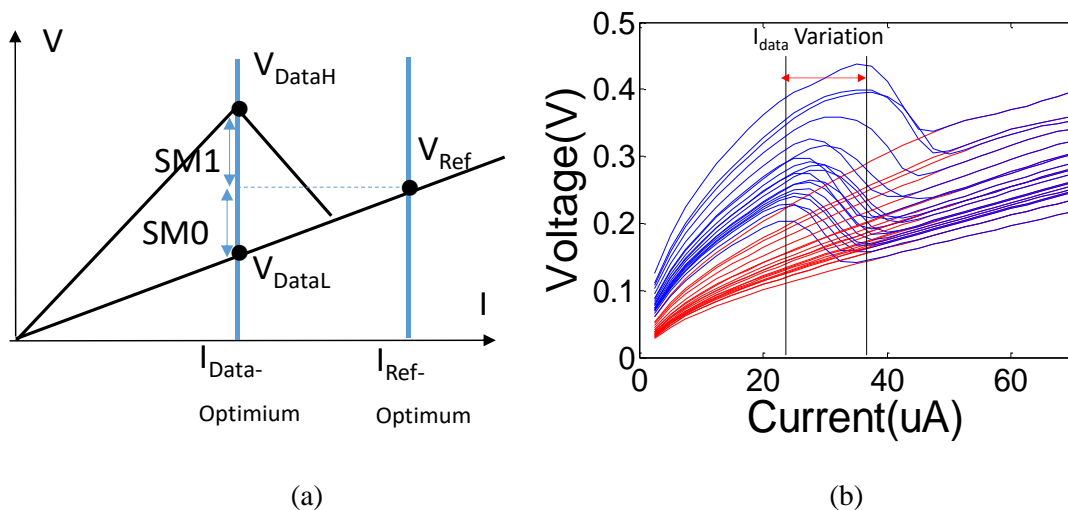 V
V_DataH
SM1
V_Ref
SM0
V_DataL
I
I_Data-
Optimium
I_Ref-
Optimum
(a)
0.5
I_data Variation
0.4
0.3
0.2
0.1
0
Voltage(V)
0 20 40 60
Current(uA)
(b)